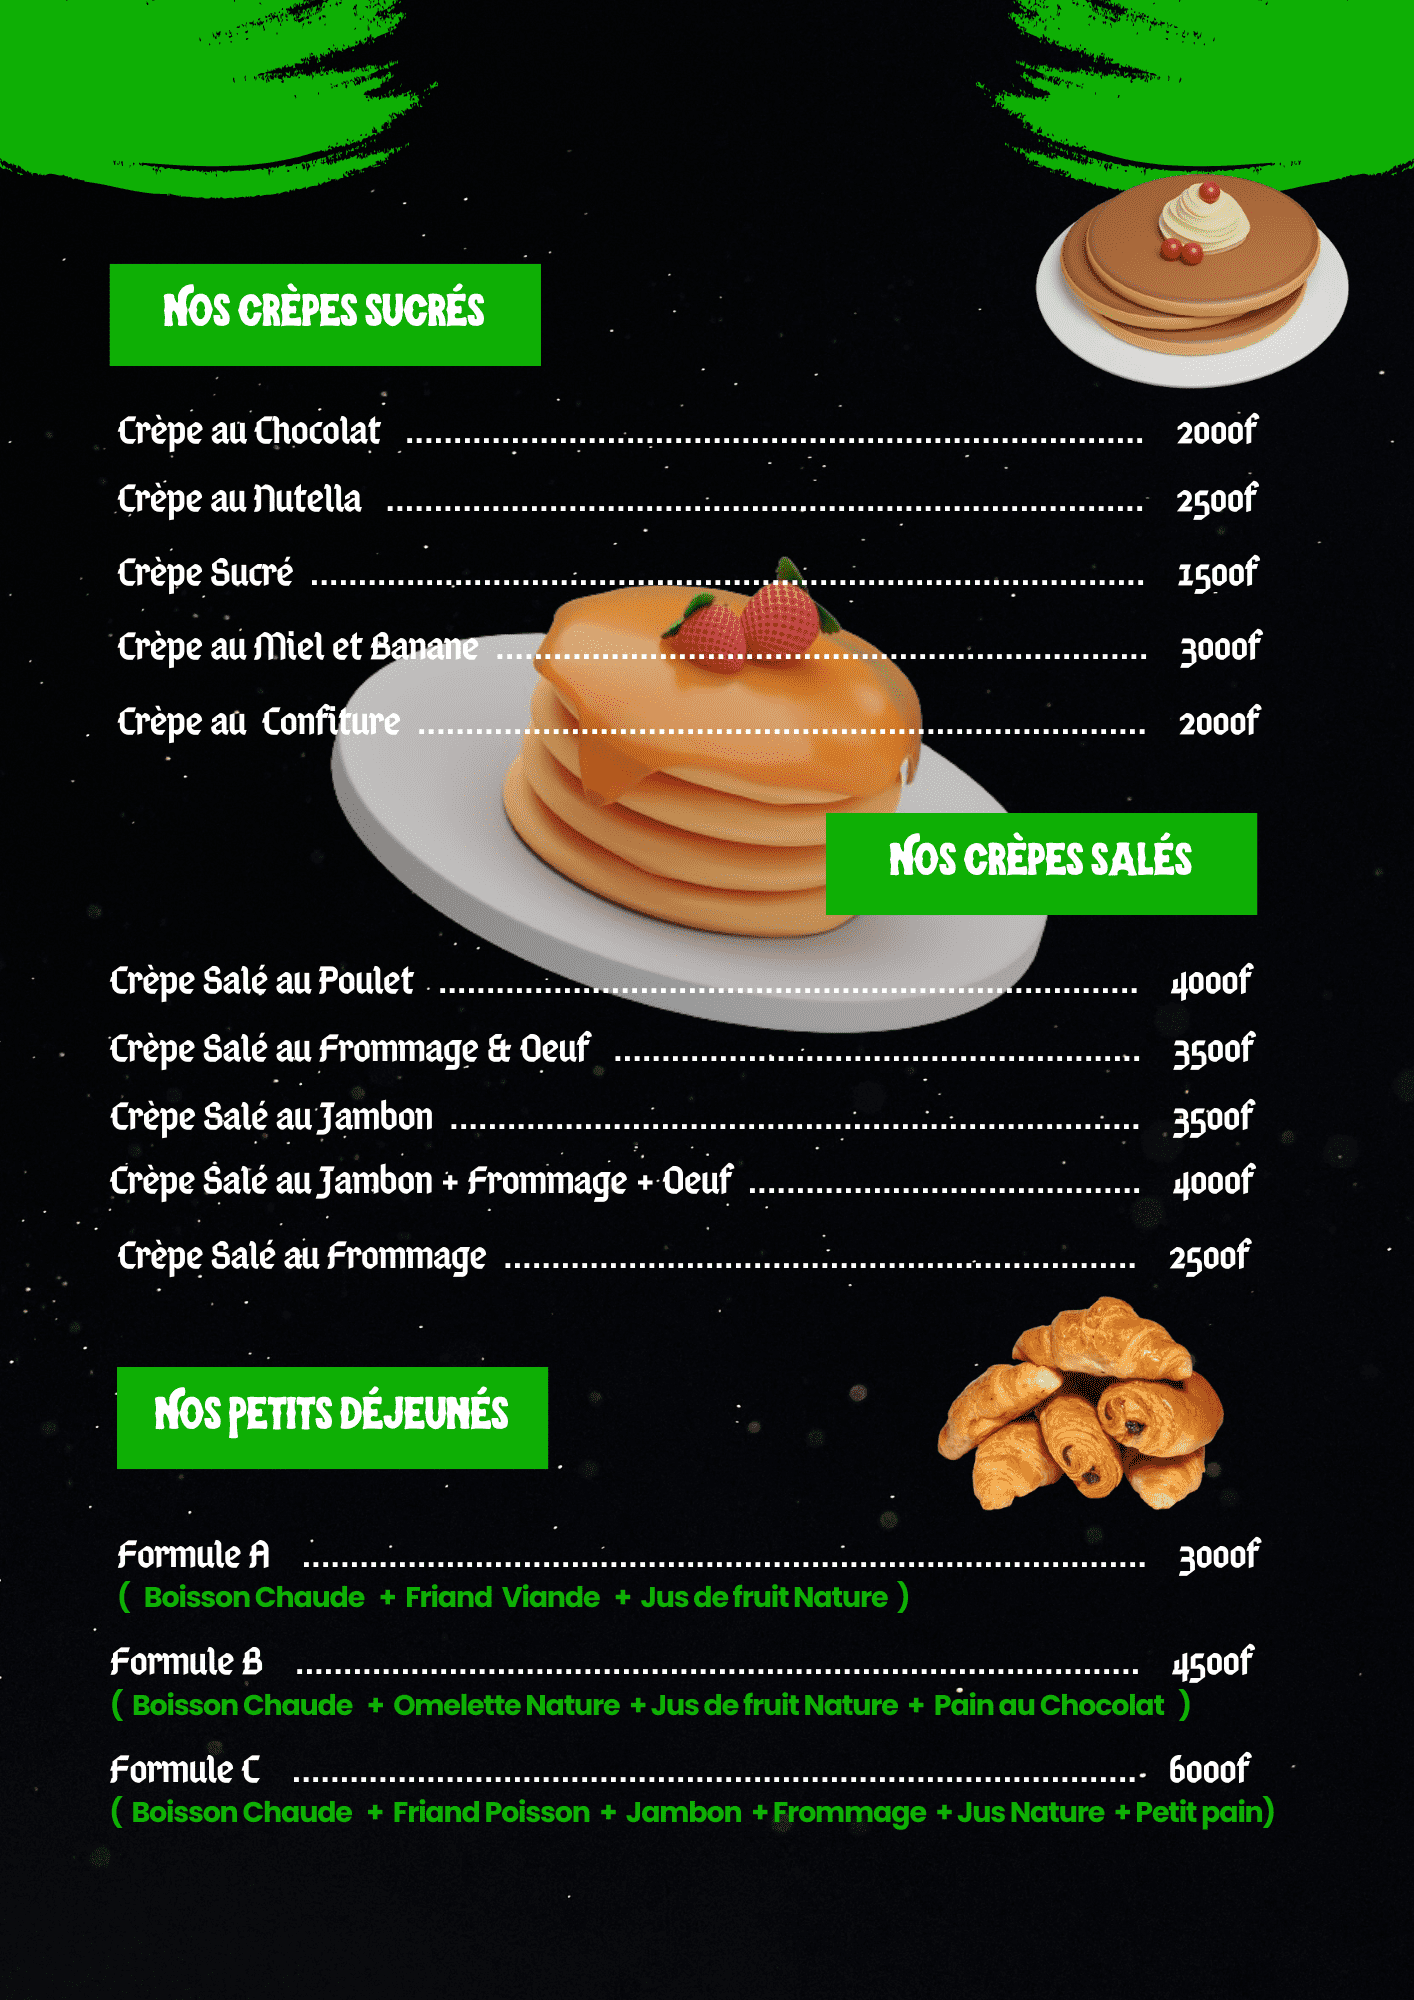 Nos crèpes sucrés
Crèpe au Chocolat ........................................ 2000f
Crèpe au Nutella ........................................ 2500f
Crèpe Sucré ........................................ 1500f
Crèpe au Miel et Banane ........................................ 3000f
Crèpe au Confiture ........................................ 2000f
Nos crèpes salés
Crèpe Salé au Poulet ........................................ 4000f
Crèpe Salé au Frommage & Oeuf ........................................ 3500f
Crèpe Salé au Jambon ........................................ 3500f
Crèpe Salé au Jambon + Frommage + Oeuf ........................................ 4000f
Crèpe Salé au Frommage ........................................ 2500f
Nos petits déjeunés
Formule A ........................................ 3000f
( Boisson Chaude + Friand Viande + Jus de fruit Nature )
Formule B ........................................ 4500f
( Boisson Chaude + Omelette Nature + Jus de fruit Nature + Pain au Chocolat )
Formule C ........................................ 6000f
( Boisson Chaude + Friand Poisson + Jambon + Frommage + Jus Nature + Petit pain)